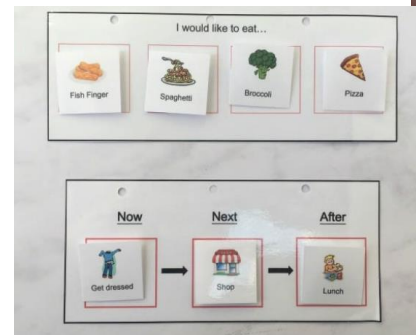 I would like to eat...
Fish Finger Spaghetti Broccoli Pizza
Now Next After
Get dressed Shop Lunch